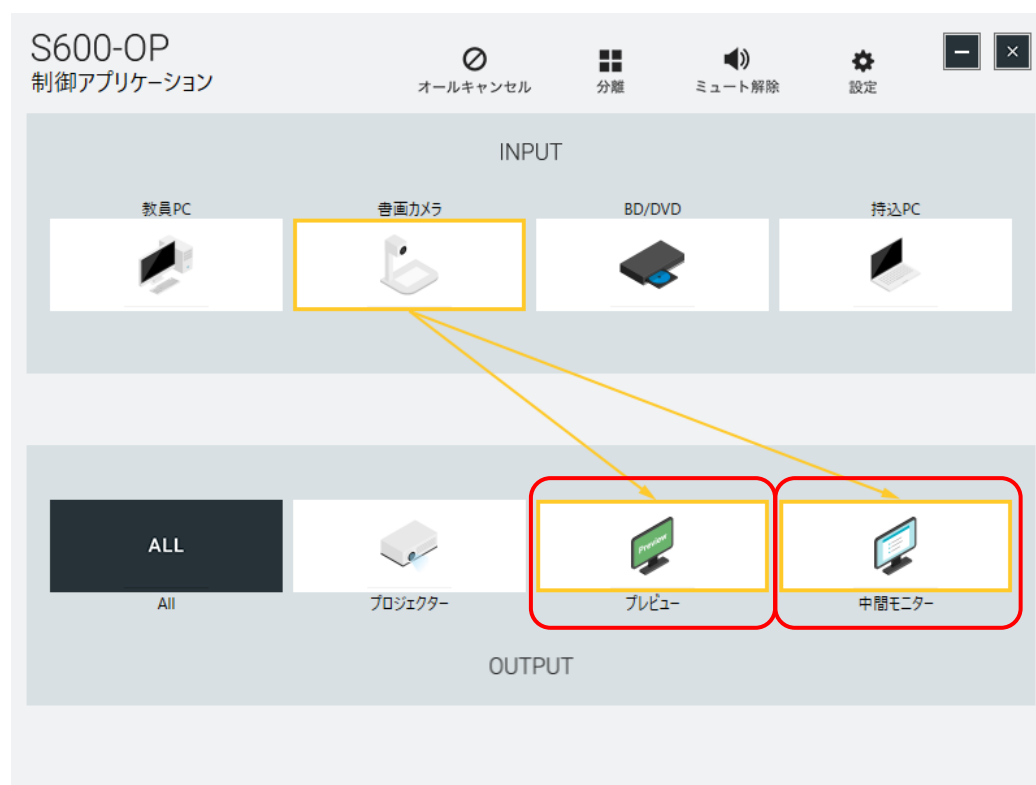 S600-OP
制御アプリケーション
オールキャンセル
分離
ミュート解除
設定
INPUT
教員PC
書画カメラ
BD/DVD
持込PC
ALL
Preview
All
プロジェクター
プレビュー
中間モニター
OUTPUT